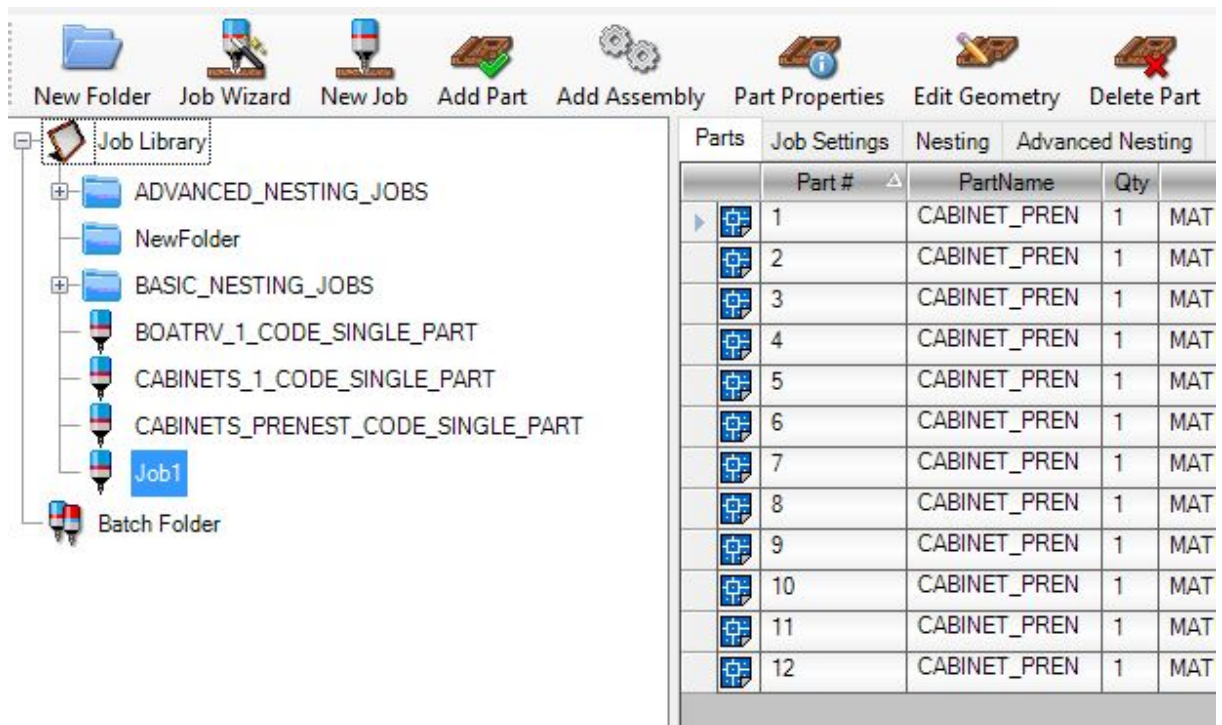 New Folder Job Wizard New Job Add Part Add Assembly Part Properties Edit Geometry Delete Part
Job Library
ADVANCED_NESTING_JOBS
NewFolder
BASIC_NESTING_JOBS
BOATRV_1_CODE_SINGLE_PART
CABINETS_1_CODE_SINGLE_PART
CABINETS_PRENEST_CODE_SINGLE_PART
Job1
Batch Folder
Parts Job Settings Nesting Advanced Nesting
Part # PartName Qty
1 CABINET_PREN 1 MAT
2 CABINET_PREN 1 MAT
3 CABINET_PREN 1 MAT
4 CABINET_PREN 1 MAT
5 CABINET_PREN 1 MAT
6 CABINET_PREN 1 MAT
7 CABINET_PREN 1 MAT
8 CABINET_PREN 1 MAT
9 CABINET_PREN 1 MAT
10 CABINET_PREN 1 MAT
11 CABINET_PREN 1 MAT
12 CABINET_PREN 1 MAT